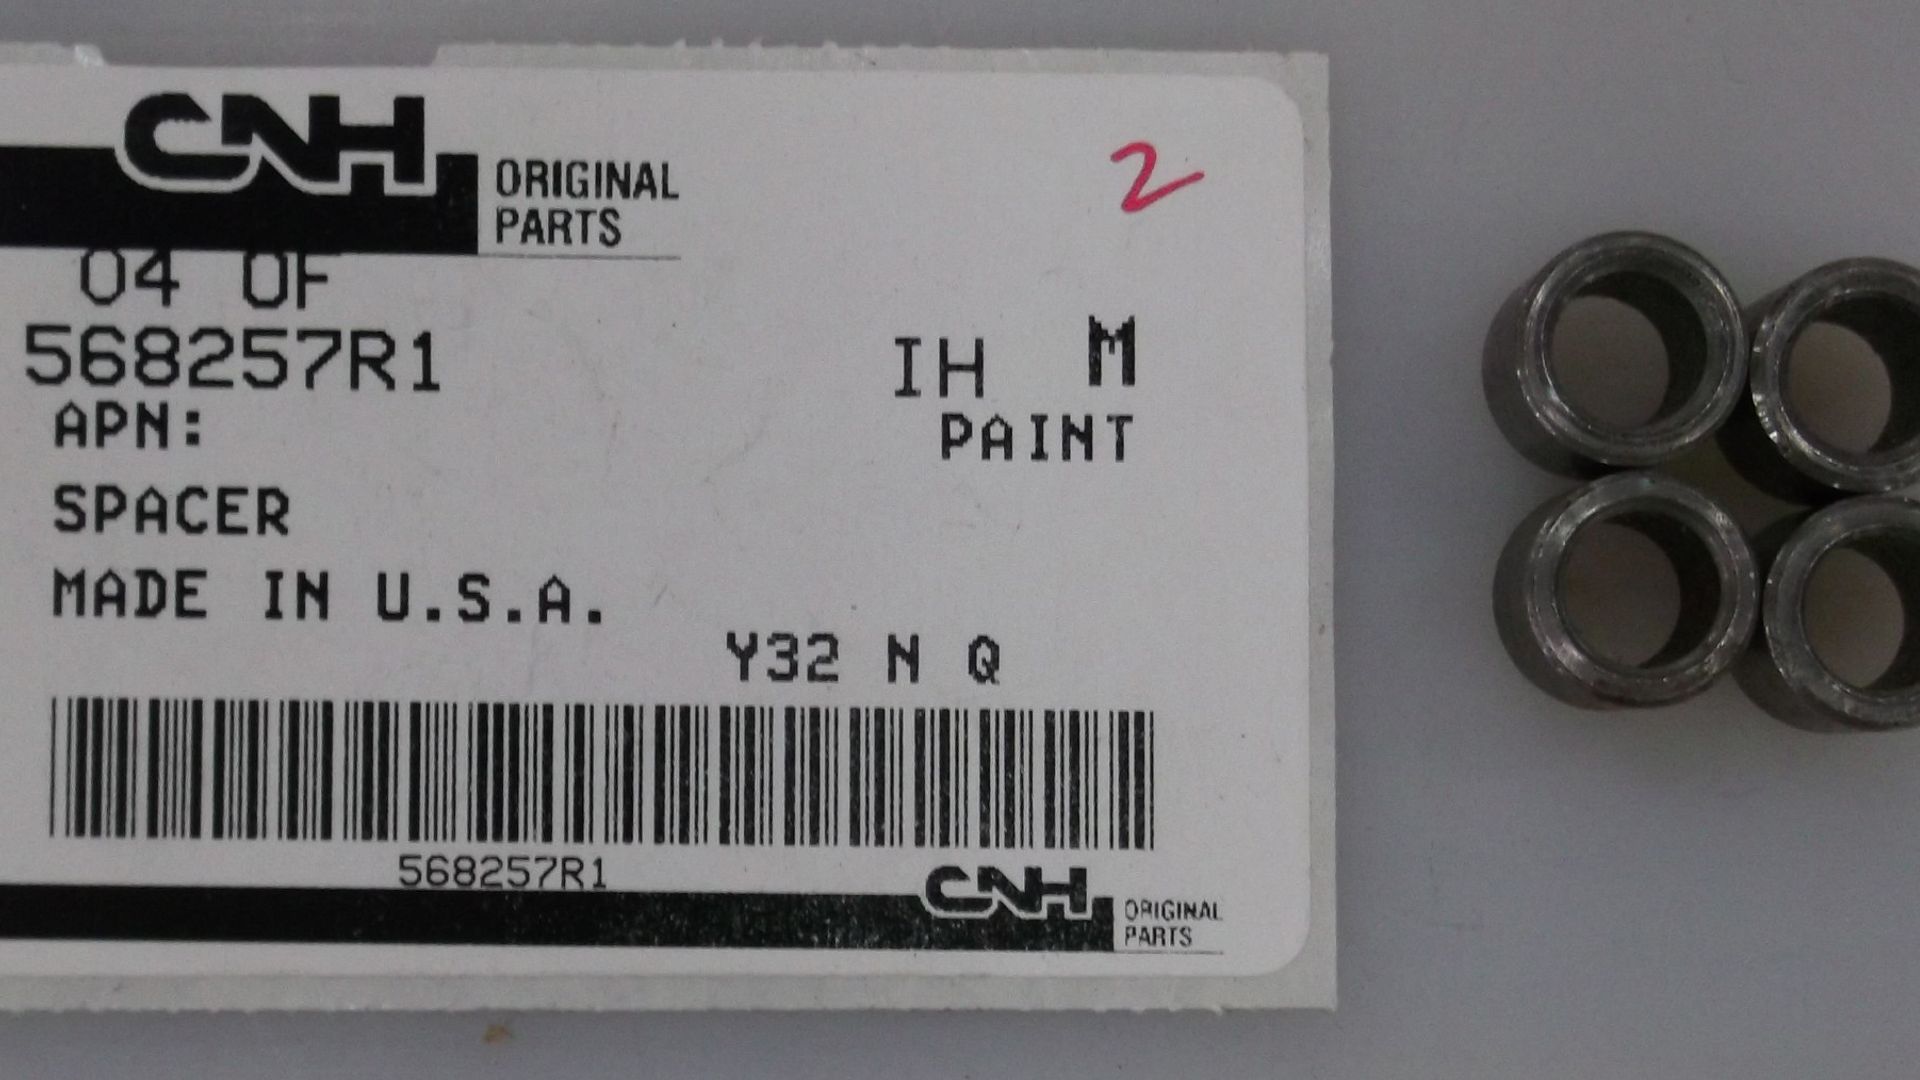 CNH ORIGINAL
PARTS
2
04 OF
568257R1
IH M
APN:
PAINT
SPACER
MADE IN U.S.A.
Y32 N Q
568257R1
CNH ORIGINAL
PARTS